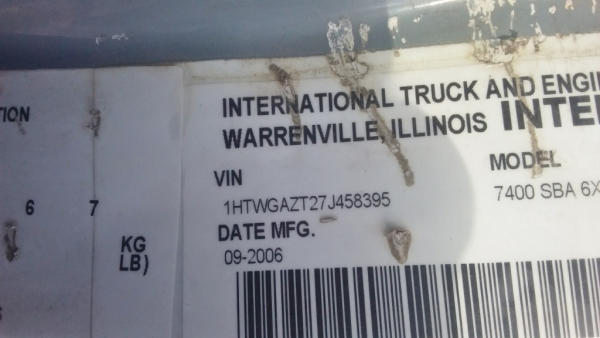 TION
6 7
KG
LB)
INTERNATIONAL TRUCK AND ENGI
WARRENVILLE, ILLINOIS INTE
VIN MODEL
1HTWGAZT27J458395 7400 SBA 6X
DATE MFG.
09-2006